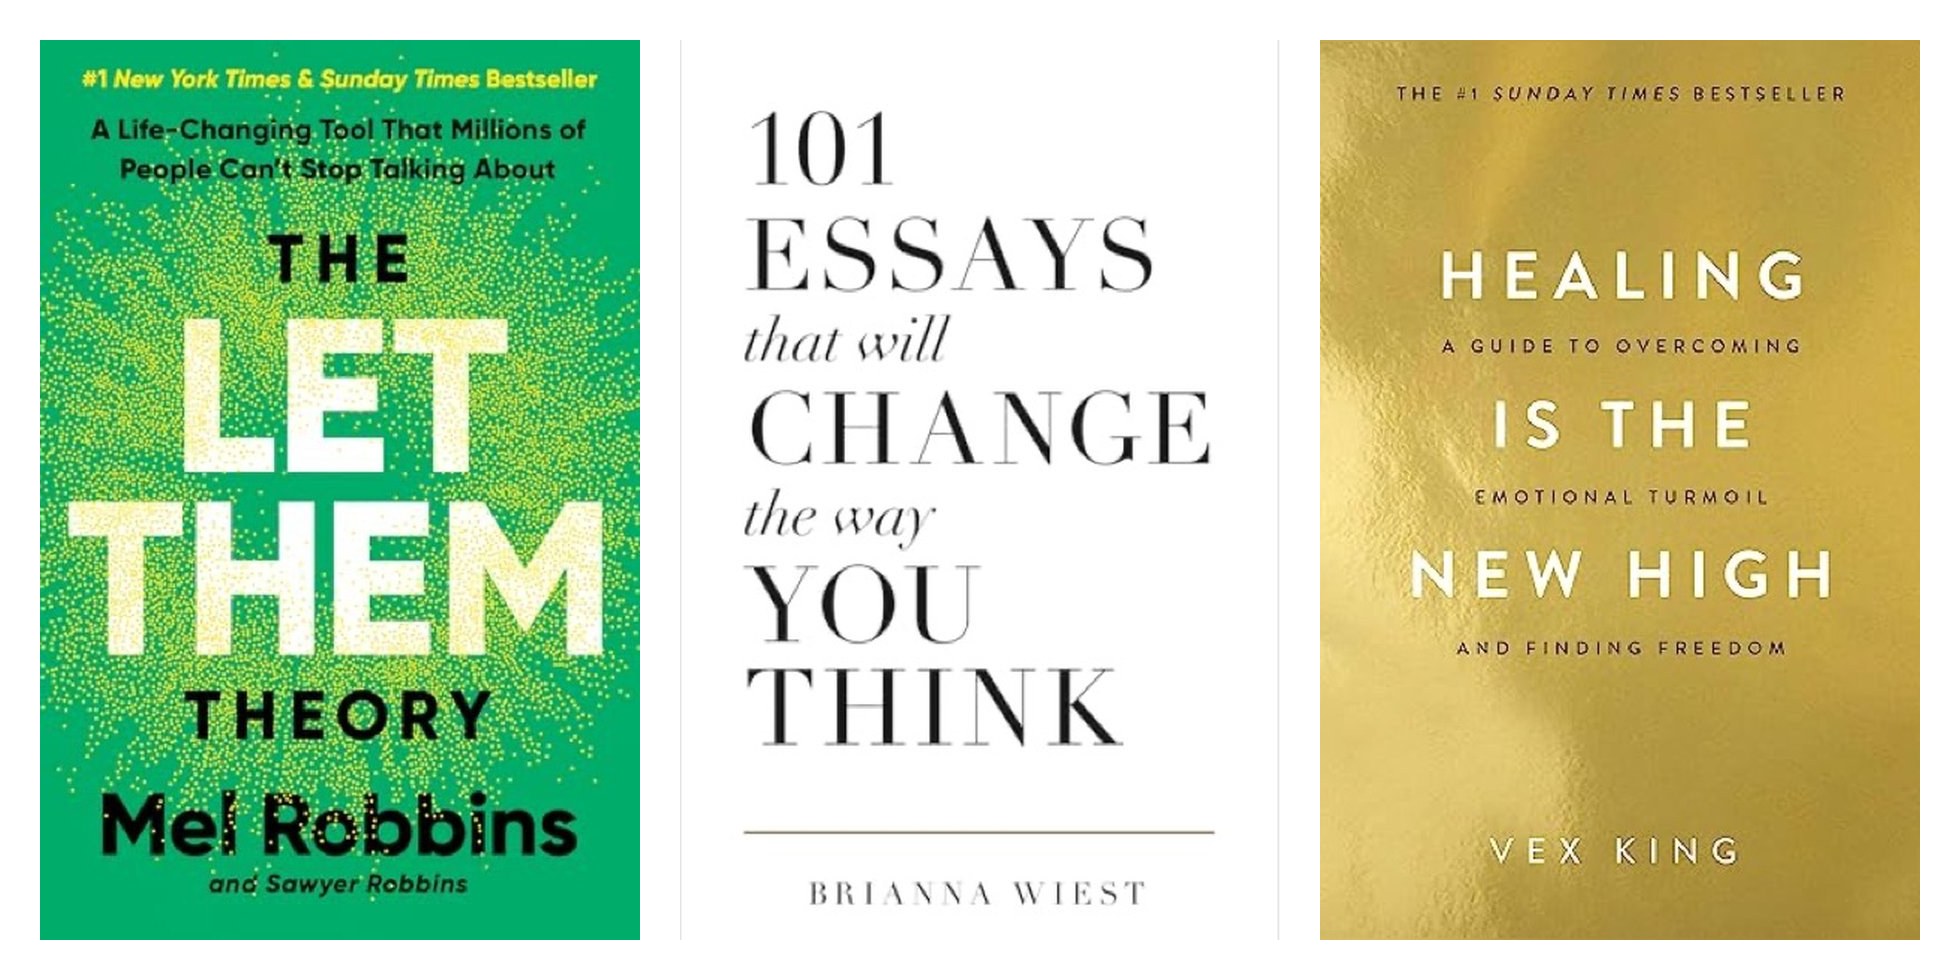 #1 New York Times & Sunday Times Bestseller
A Life-Changing Tool That Millions of
People Can't Stop Talking About
THE
LET
THEM
THEORY
Mel Robbins
and Sawyer Robbins
101
ESSAYS
that will
CHANGE
the way
YOU
THINK
BRIANNA WIEST
THE #1 SUNDAY TIMES BESTSELLER
HEALING
A GUIDE TO OVERCOMING
IS THE
EMOTIONAL TURMOIL
NEW HIGH
AND FINDING FREEDOM
VEX KING